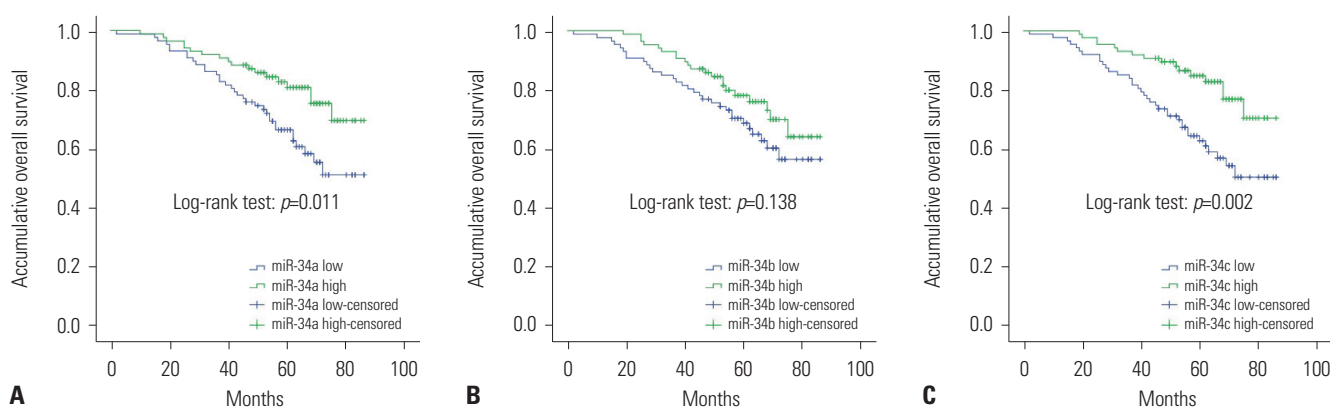 Accumulative overall survival
1.0
0.8
0.6
0.4
0.2
0.0
Log-rank test: p=0.011
miR-34a low
miR-34a high
miR-34a low-censored
miR-34a high-censored
0 20 40 60 80 100
Months
A
Accumulative overall survival
1.0
0.8
0.6
0.4
0.2
0.0
Log-rank test: p=0.138
miR-34b low
miR-34b high
miR-34b low-censored
miR-34b high-censored
0 20 40 60 80 100
Months
B
Accumulative overall survival
1.0
0.8
0.6
0.4
0.2
0.0
Log-rank test: p=0.002
miR-34c low
miR-34c high
miR-34c low-censored
miR-34c high-censored
0 20 40 60 80 100
Months
C